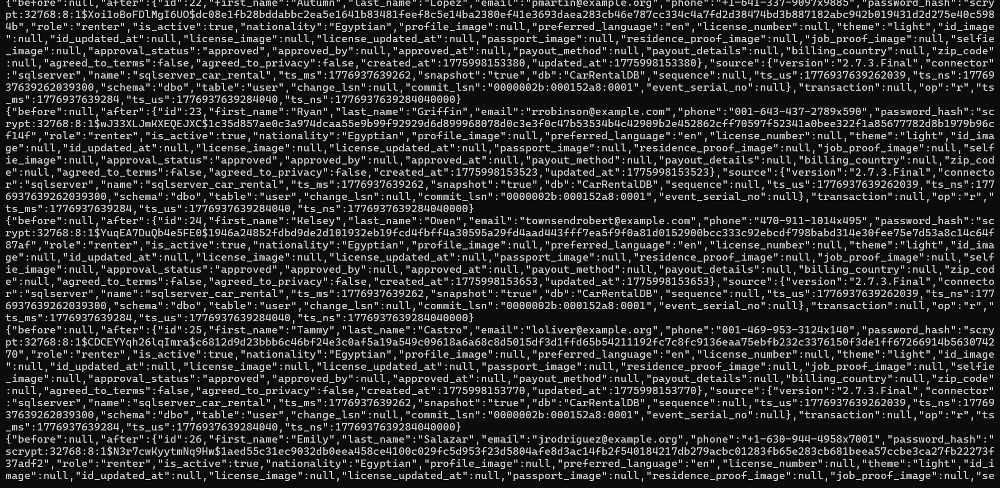 {"before":null,"after":{"id":22,"first_name":"Autumn","last_name":"Lopez","email":"pmartin@example.org","phone":"+1-641-337-9097x9885","password_hash":"scry
pt:32768:8:1$Xoi1oBoFDlMgI6UO$dc08e1fb28bddabbc2ea5e1641b83481feef8c5e14ba2380ef41e3693daea283cb46e787cc334c4a7fd2d38474bd3b887182abc942b019431d2d275e40c598
4b","role":"renter","is_active":true,"nationality":"Egyptian","profile_image":null,"preferred_language":"en","license_number":null,"theme":"light","id_image
":null,"id_updated_at":null,"license_image":null,"license_updated_at":null,"passport_image":null,"residence_proof_image":null,"job_proof_image":null,"selfie
_image":null,"approval_status":"approved","approved_by":null,"approved_at":null,"payout_method":null,"payout_details":null,"billing_country":null,"zip_code"
:null,"agreed_to_terms":false,"agreed_to_privacy":false,"created_at":1775998153380,"updated_at":1775998153380},"source":{"version":"2.7.3.Final","connector"
:"sqlserver","name":"sqlserver_car_rental","ts_ms":1776937639262,"snapshot":"true","db":"CarRentalDB","sequence":null,"ts_us":1776937639262039,"ts_ns":17769
37639262039300,"schema":"dbo","table":"user","change_lsn":null,"commit_lsn":"0000002b:000152a8:0001","event_serial_no":null},"transaction":null,"op":"r","ts
_ms":1776937639284,"ts_us":1776937639284040,"ts_ns":1776937639284040000}
{"before":null,"after":{"id":23,"first_name":"Ryan","last_name":"Griffin","email":"rrobinson@example.com","phone":"001-643-437-2789x590","password_hash":"sc
rypt:32768:8:1$wJ33XLJmKXEQEJXC$1c35d857ae0c3a974dcaa55e9b99f92929d6d899968078d0c3e3f0c47b53534b4c42909b2e452862cff70597f52341a0bee322f1a85677782d8b1979b96c
f14f","role":"renter","is_active":true,"nationality":"Egyptian","profile_image":null,"preferred_language":"en","license_number":null,"theme":"light","id_ima
ge":null,"id_updated_at":null,"license_image":null,"license_updated_at":null,"passport_image":null,"residence_proof_image":null,"job_proof_image":null,"self
ie_image":null,"approval_status":"approved","approved_by":null,"approved_at":null,"payout_method":null,"payout_details":null,"billing_country":null,"zip_cod
e":null,"agreed_to_terms":false,"agreed_to_privacy":false,"created_at":1775998153523,"updated_at":1775998153523},"source":{"version":"2.7.3.Final","connecto
r":"sqlserver","name":"sqlserver_car_rental","ts_ms":1776937639262,"snapshot":"true","db":"CarRentalDB","sequence":null,"ts_us":1776937639262039,"ts_ns":177
6937639262039300,"schema":"dbo","table":"user","change_lsn":null,"commit_lsn":"0000002b:000152a8:0001","event_serial_no":null},"transaction":null,"op":"r","
ts_ms":1776937639284,"ts_us":1776937639284040,"ts_ns":1776937639284040000}
{"before":null,"after":{"id":24,"first_name":"Kelsey","last_name":"Owen","email":"townsendrobert@example.com","phone":"470-911-1014x495","password_hash":"sc
rypt:32768:8:1$YuqEA7DuQb4e5FE0$1946a24852fdbd9de2d101932eb19fcd4fbff4a30595a29fd4aad443fff7ea5f9f0a81d0152900bcc333c92ebcdf798babd314e30fee75e7d53a8c14c64f
87af","role":"renter","is_active":true,"nationality":"Egyptian","profile_image":null,"preferred_language":"en","license_number":null,"theme":"light","id_ima
ge":null,"id_updated_at":null,"license_image":null,"license_updated_at":null,"passport_image":null,"residence_proof_image":null,"job_proof_image":null,"self
ie_image":null,"approval_status":"approved","approved_by":null,"approved_at":null,"payout_method":null,"payout_details":null,"billing_country":null,"zip_cod
e":null,"agreed_to_terms":false,"agreed_to_privacy":false,"created_at":1775998153653,"updated_at":1775998153653},"source":{"version":"2.7.3.Final","connecto
r":"sqlserver","name":"sqlserver_car_rental","ts_ms":1776937639262,"snapshot":"true","db":"CarRentalDB","sequence":null,"ts_us":1776937639262039,"ts_ns":177
6937639262039300,"schema":"dbo","table":"user","change_lsn":null,"commit_lsn":"0000002b:000152a8:0001","event_serial_no":null},"transaction":null,"op":"r","
ts_ms":1776937639284,"ts_us":1776937639284040,"ts_ns":1776937639284040000}
{"before":null,"after":{"id":25,"first_name":"Tammy","last_name":"Castro","email":"loliver@example.org","phone":"001-469-953-3124x140","password_hash":"scry
pt:32768:8:1$CDCEYYqh26lqImra$c6812d9d23bbb6c46bf24e3c0af5a19a549c09618a6a68c8d5015df3d1ffd65b54211192fc7c8fc9136eaa75ebfb232c3376150f3de1ff67266914b5630742
70","role":"renter","is_active":true,"nationality":"Egyptian","profile_image":null,"preferred_language":"en","license_number":null,"theme":"light","id_image
":null,"id_updated_at":null,"license_image":null,"license_updated_at":null,"passport_image":null,"residence_proof_image":null,"job_proof_image":null,"selfie
_image":null,"approval_status":"approved","approved_by":null,"approved_at":null,"payout_method":null,"payout_details":null,"billing_country":null,"zip_code"
:null,"agreed_to_terms":false,"agreed_to_privacy":false,"created_at":1775998153770,"updated_at":1775998153770},"source":{"version":"2.7.3.Final","connector"
:"sqlserver","name":"sqlserver_car_rental","ts_ms":1776937639262,"snapshot":"true","db":"CarRentalDB","sequence":null,"ts_us":1776937639262039,"ts_ns":17769
37639262039300,"schema":"dbo","table":"user","change_lsn":null,"commit_lsn":"0000002b:000152a8:0001","event_serial_no":null},"transaction":null,"op":"r","ts
_ms":1776937639284,"ts_us":1776937639284040,"ts_ns":1776937639284040000}
{"before":null,"after":{"id":26,"first_name":"Emily","last_name":"Salazar","email":"jrodriguez@example.org","phone":"+1-630-944-4958x7001","password_hash":"
scrypt:32768:8:1$N3r7cwKyytmNq9Hw$1aed55c31ec9032db0eea458ce4100c029fc5d953f23d5804afe8d3ac14fb2f540184217db279acbc01283fb65e283cb681beea57ccbe3ca27fb22273f
37adf2","role":"renter","is_active":true,"nationality":"Egyptian","profile_image":null,"preferred_language":"en","license_number":null,"theme":"light","id_i
mage":null,"id_updated_at":null,"license_image":null,"license_updated_at":null,"passport_image":null,"residence_proof_image":null,"job_proof_image":null,"se